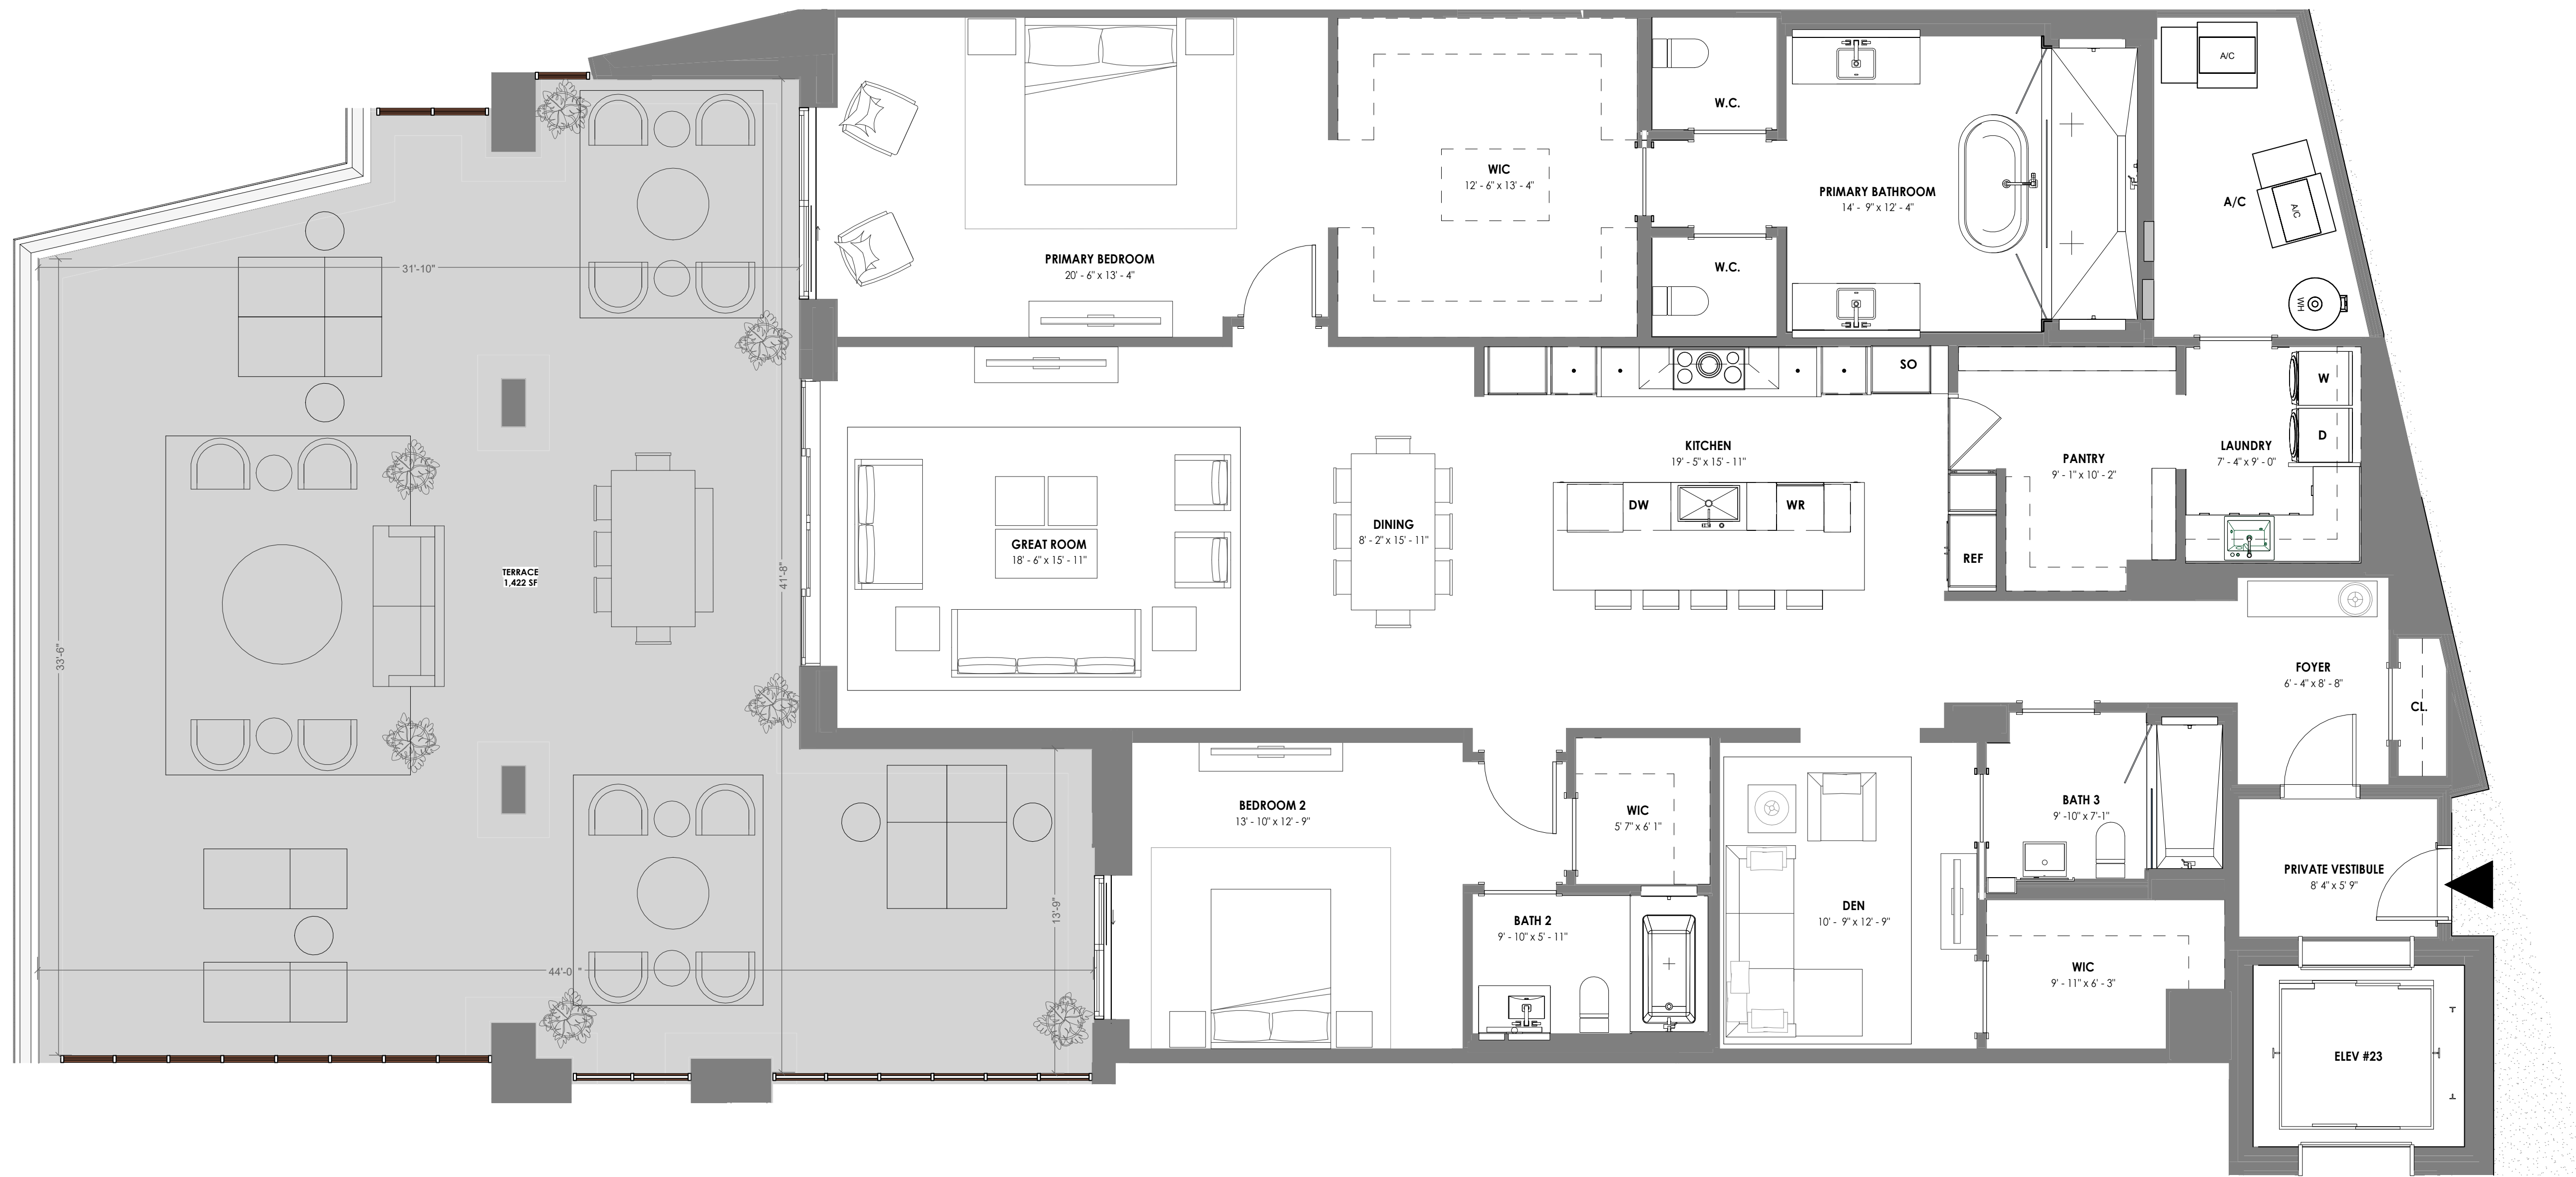 A/C
W.C.
WIC
12' - 6" x 13' - 4"
PRIMARY BATHROOM
14' - 9" x 12' - 4"
A/C
A/C
W.C.
PRIMARY BEDROOM
20' - 6" x 13' - 4"
31'-10"
WH
SO
W
D
KITCHEN
19' - 5" x 15' - 11"
LAUNDRY
7' - 4" x 9' - 0"
PANTRY
9' - 1" x 10' - 2"
DW
WR
DINING
8' - 2" x 15' - 11"
GREAT ROOM
18' - 6" x 15' - 11"
REF
TERRACE
1,422 SF
41'-8"
33'-6"
FOYER
6' - 4" x 8' - 8"
CL.
BEDROOM 2
13' - 10" x 12' - 9"
WIC
5' 7" x 6' 1"
BATH 3
9' -10" x 7'-1"
PRIVATE VESTIBULE
8' 4" x 5' 9"
13'-9"
DEN
10' - 9" x 12' - 9"
BATH 2
9' - 10" x 5' - 11"
44'-0 "
WIC
9' - 11" x 6' - 3"
ELEV #23